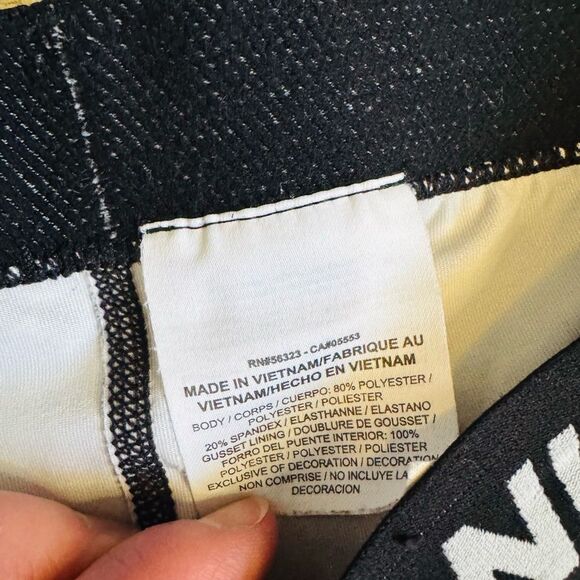 RN#56323 - CA#05553
MADE IN VIETNAM/FABRIQUE AU
VIETNAM/HECHO EN VIETNAM
BODY / CORPS / CUERPO: 80% POLYESTER /
POLYESTER / POLIESTER
20% SPANDEX / ELASTHANNE / ELASTANO
GUSSET LINING / DOUBLURE DE GOUSSET /
FORRO DEL PUENTE INTERIOR: 100%
POLYESTER / POLYESTER / POLIESTER
EXCLUSIVE OF DECORATION / DECORATION
NON COMPRISE / NO INCLUYE LA
DECORACION
NI